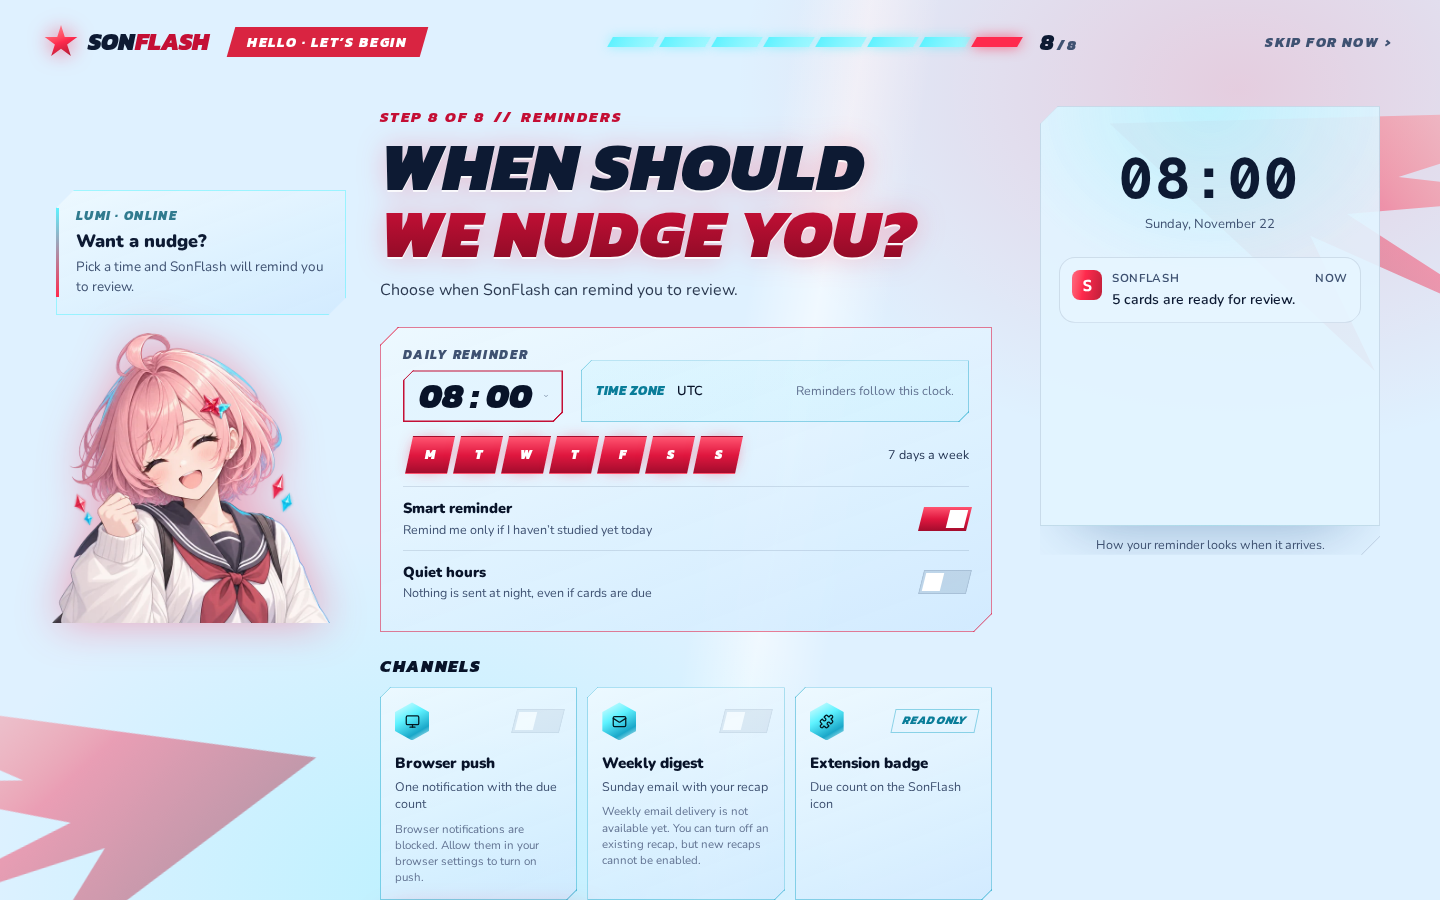 SONFLASH
HELLO · LET'S BEGIN
8 / 8
SKIP FOR NOW >
STEP 8 OF 8 // REMINDERS
WHEN SHOULD
WE NUDGE YOU?
Choose when SonFlash can remind you to review.
LUMI · ONLINE
Want a nudge?
Pick a time and SonFlash will remind you
to review.
DAILY REMINDER
08 : 00
TIME ZONE UTC Reminders follow this clock.
M T W T F S S
7 days a week
Smart reminder
Remind me only if I haven't studied yet today
Quiet hours
Nothing is sent at night, even if cards are due
CHANNELS
Browser push
One notification with the due
count
Browser notifications are
blocked. Allow them in your
browser settings to turn on
push.
Weekly digest
Sunday email with your recap
Weekly email delivery is not
available yet. You can turn off an
existing recap, but new recaps
cannot be enabled.
READ ONLY
Extension badge
Due count on the SonFlash
icon
08:00
Sunday, November 22
S
SONFLASH NOW
5 cards are ready for review.
How your reminder looks when it arrives.